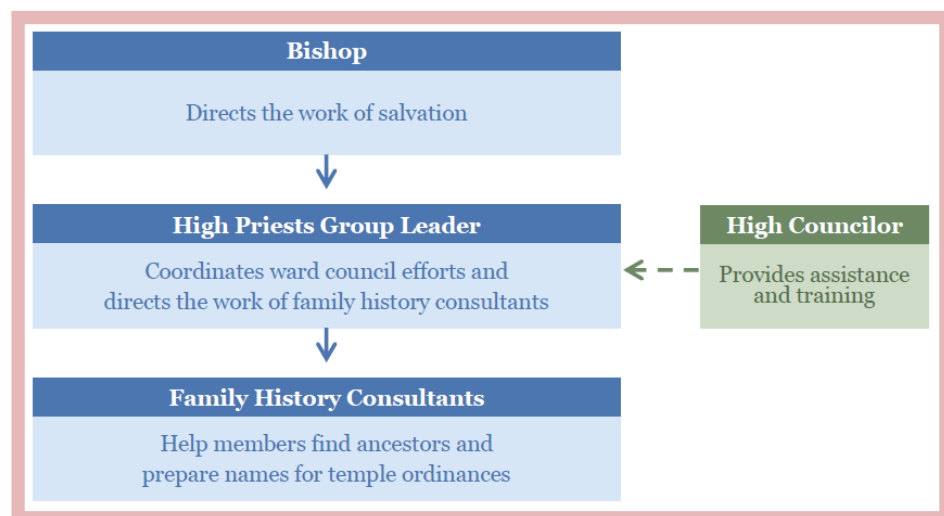 Bishop
Directs the work of salvation
High Priests Group Leader
Coordinates ward council efforts and
directs the work of family history consultants
High Councilor
Provides assistance
and training
Family History Consultants
Help members find ancestors and
prepare names for temple ordinances